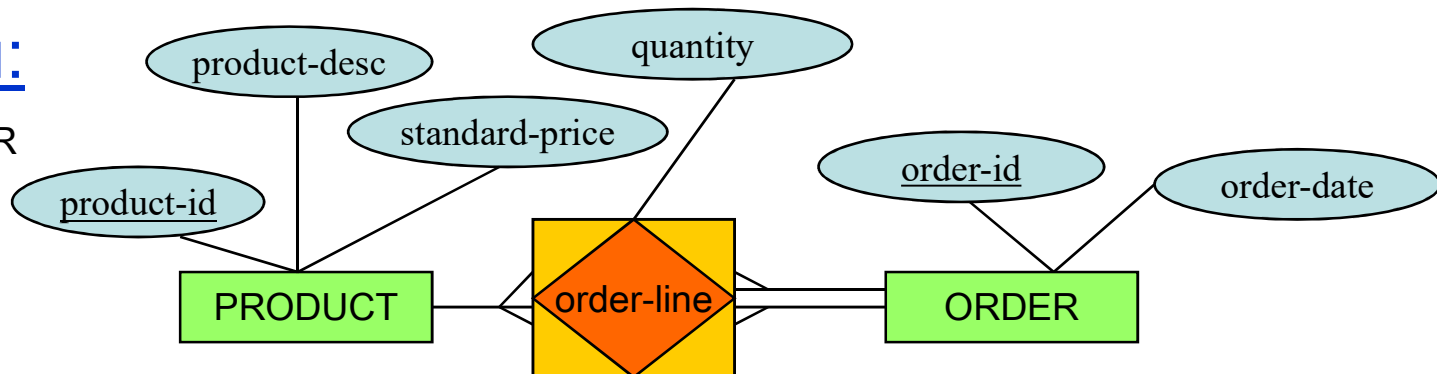 product-desc
quantity
standard-price
order-id
order-date
product-id
PRODUCT
order-line
ORDER